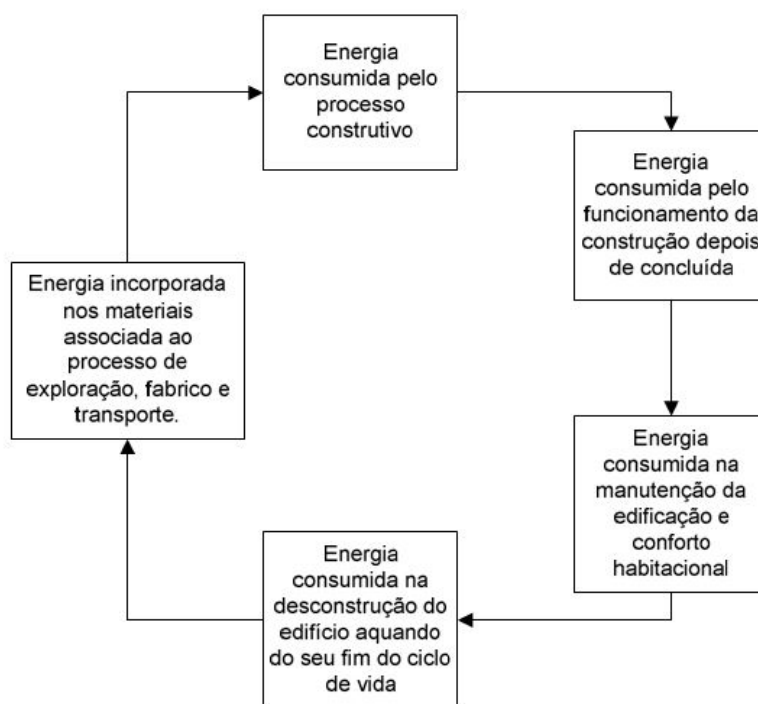 Energia
consumida pelo
processo
construtivo
Energia
consumida pelo
funcionamento da
construção depois
de concluída
Energia incorporada
nos materiais
associada ao
processo de
exploração, fabrico e
transporte.
Energia
consumida na
manutenção da
edificação e
conforto
habitacional
Energia
consumida na
desconstrução do
edifício aquando
do seu fim do ciclo
de vida